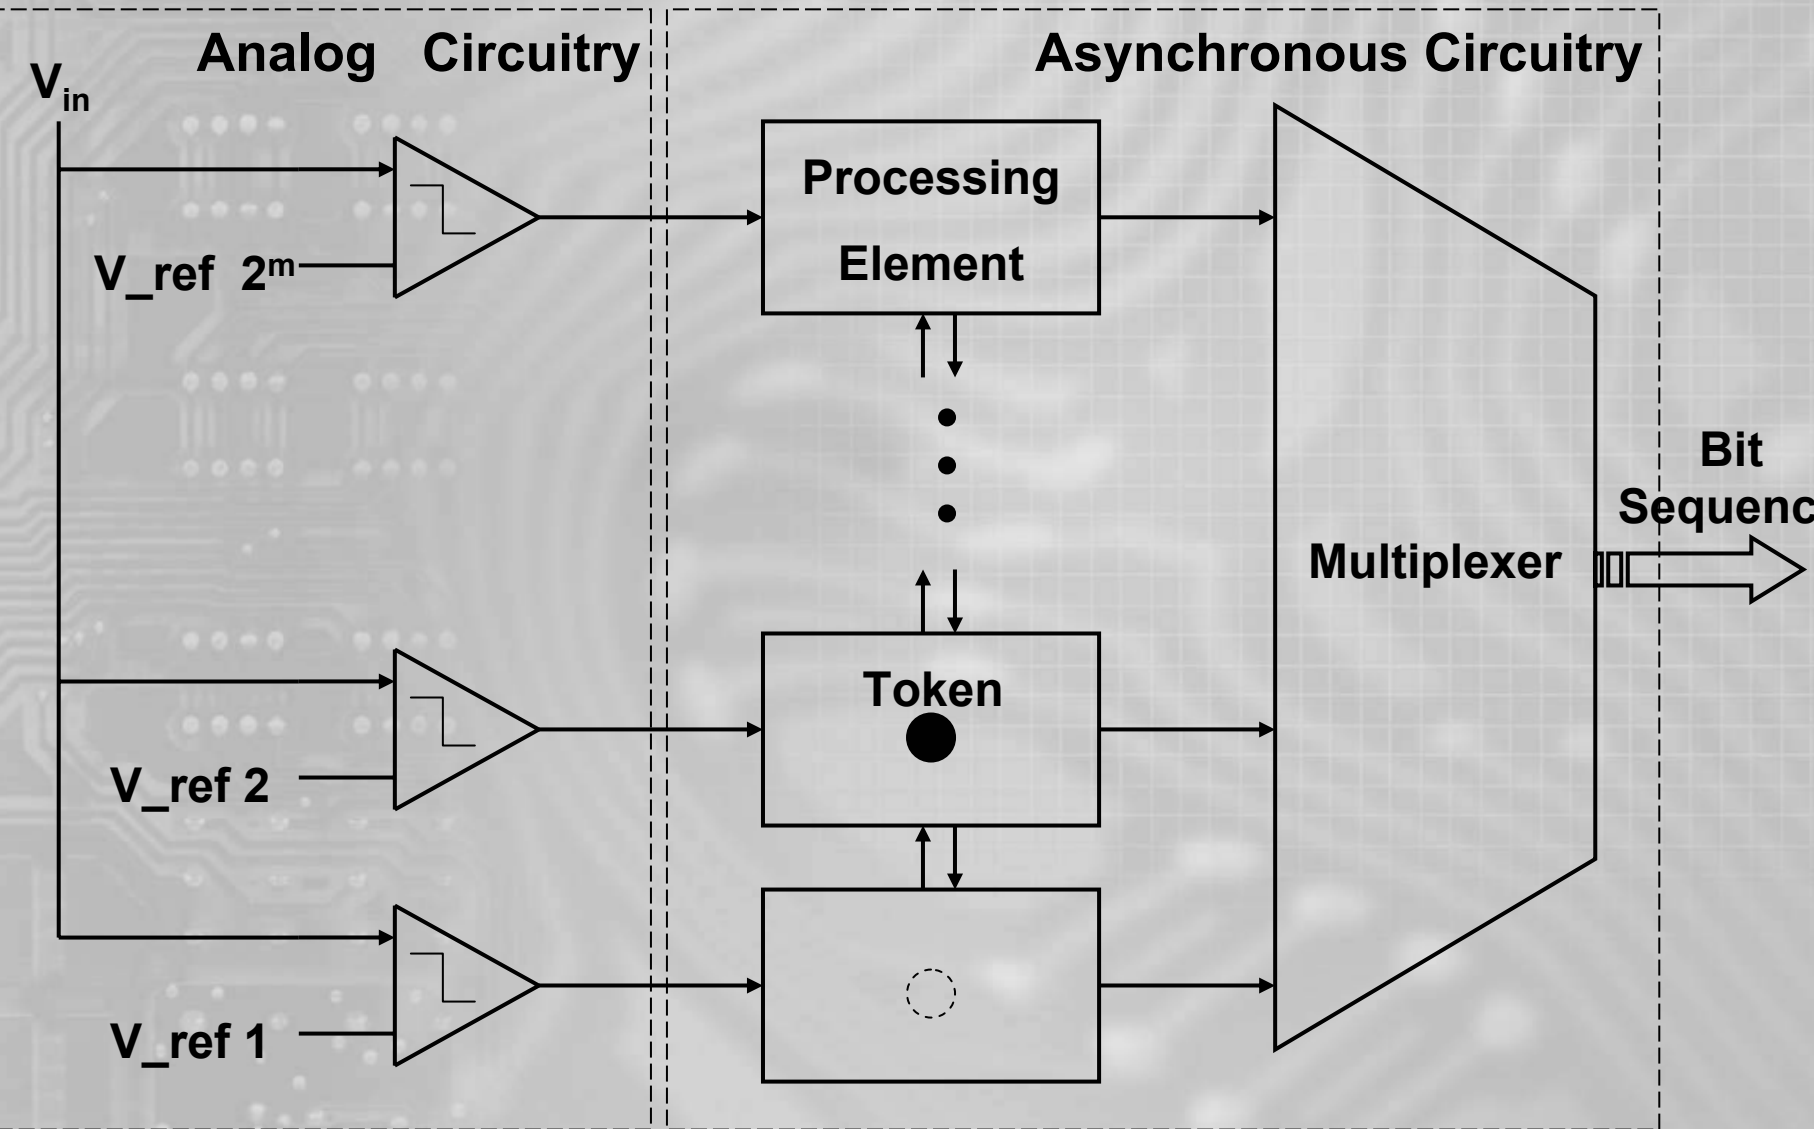 Analog Circuitry
Asynchronous Circuitry
Vin
Processing
Element
V_ref 2ᵐ
Bit
Sequenc
Multiplexer
Token
V_ref 2
V_ref 1